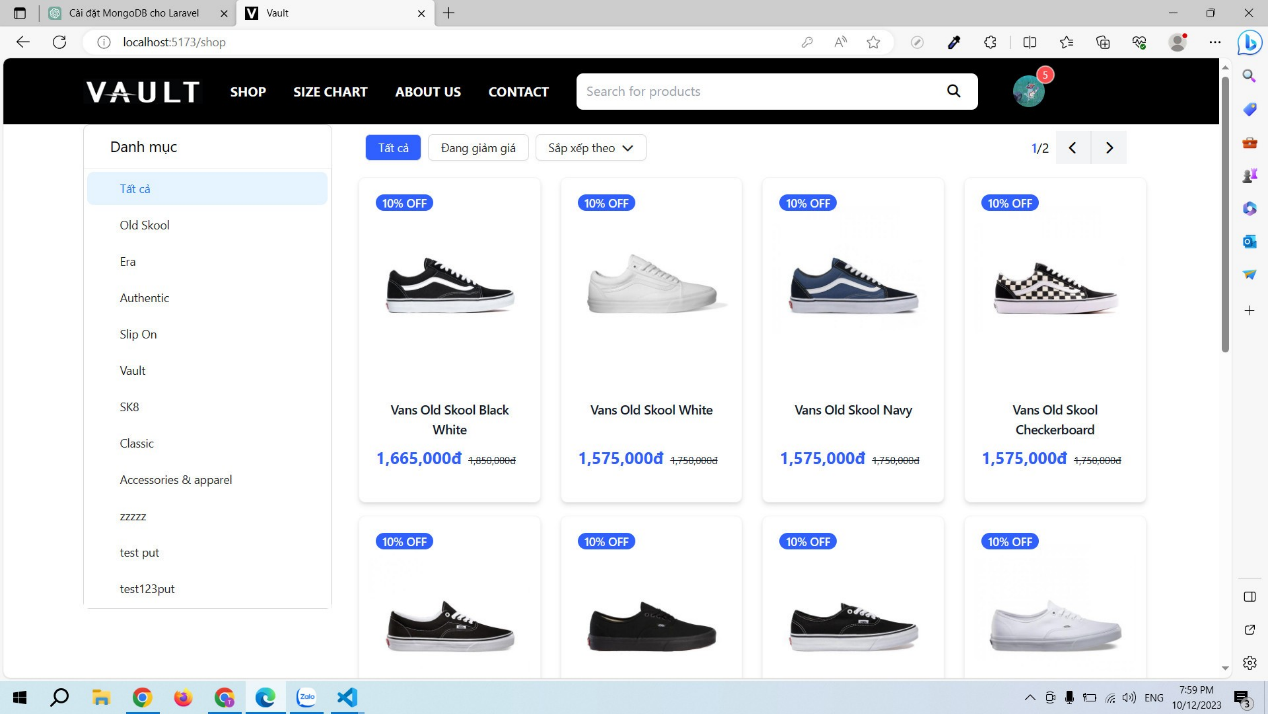 Cài đặt MongoDB cho Laravel
Vault
localhost:5173/shop
VAULT SHOP SIZE CHART ABOUT US CONTACT Search for products 5
Danh mục
Tất cả
Old Skool
Era
Authentic
Slip On
Vault
SK8
Classic
Accessories & apparel
zzzzz
test put
test123put
Tất cả Đang giảm giá Sắp xếp theo 1/2
10% OFF 10% OFF 10% OFF 10% OFF
Vans Old Skool Black White
1,665,000đ 1,850,000đ
Vans Old Skool White
1,575,000đ 1,750,000đ
Vans Old Skool Navy
1,575,000đ 1,750,000đ
Vans Old Skool Checkerboard
1,575,000đ 1,750,000đ
10% OFF 10% OFF 10% OFF 10% OFF
Zalo
ENG
7:59 PM
10/12/2023
3